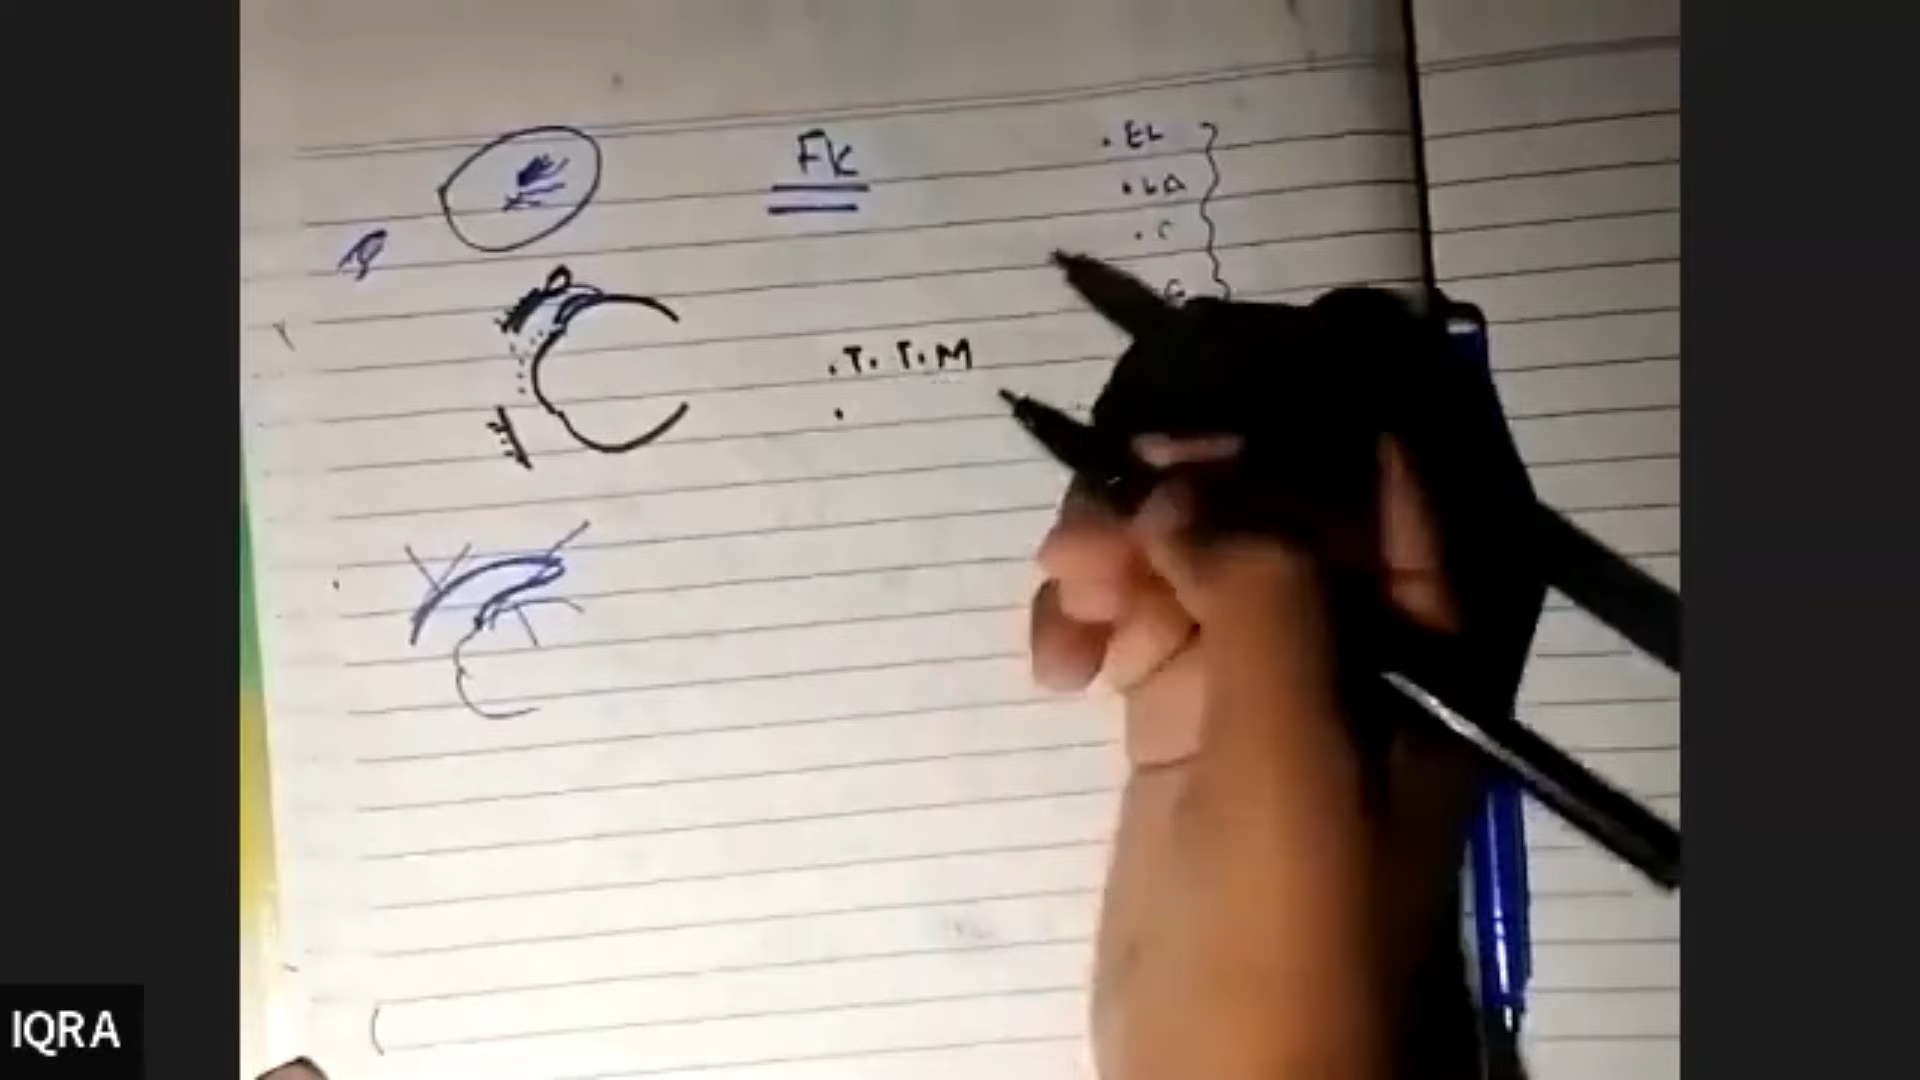 Fk
. EL
. LA
. C
G
. T. T. M
.
IQRA